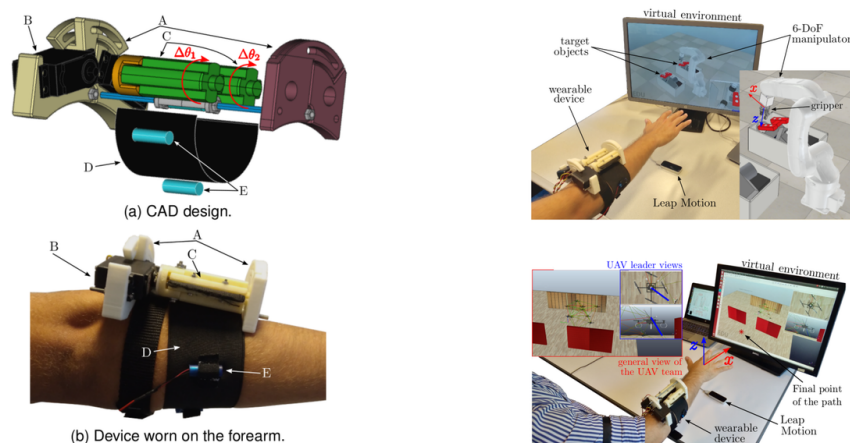 A
B
C
Δθ1
Δθ2
D
E
(a) CAD design.
A
B
C
D
E
(b) Device worn on the forearm.
virtual environment
6-DoF
manipulator
target
objects
x
gripper
z
wearable
device
Leap Motion
UAV leader views
virtual environment
z
x
general view of
the UAV team
Final point
of the path
Leap
Motion
wearable
device